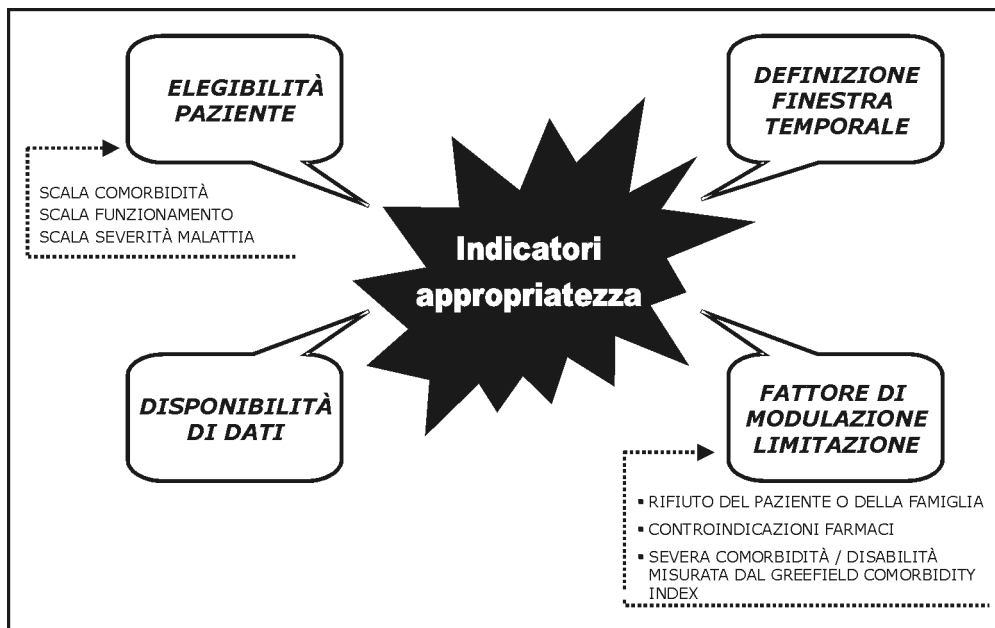 ELEGIBILITÀ
PAZIENTE
DEFINIZIONE
FINESTRA
TEMPORALE
SCALA COMORBIDITÀ
SCALA FUNZIONAMENTO
SCALA SEVERITÀ MALATTIA
Indicatori
appropriatezza
DISPONIBILITÀ
DI DATI
FATTORE DI
MODULAZIONE
LIMITAZIONE
▪ RIFIUTO DEL PAZIENTE O DELLA FAMIGLIA
▪ CONTROINDICAZIONI FARMACI
▪ SEVERA COMORBIDITÀ / DISABILITÀ
MISURATA DAL GREEFIELD COMORBIDITY
INDEX